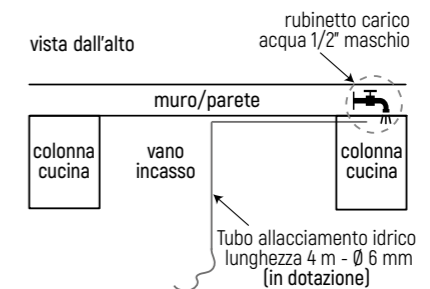 vista dall'alto
rubinetto carico
acqua 1/2" maschio
muro/parete
colonna
cucina
vano
incasso
colonna
cucina
Tubo allacciamento idrico
lunghezza 4 m - Ø 6 mm
(in dotazione)